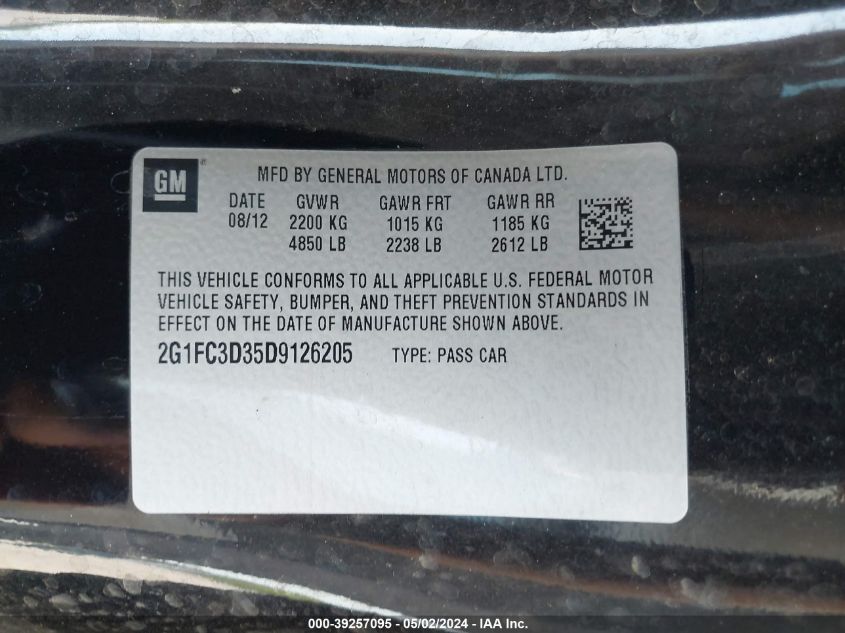 GM
MFD BY GENERAL MOTORS OF CANADA LTD.
DATE GVWR GAWR FRT GAWR RR
08/12 2200 KG 1015 KG 1185 KG
4850 LB 2238 LB 2612 LB
THIS VEHICLE CONFORMS TO ALL APPLICABLE U.S. FEDERAL MOTOR
VEHICLE SAFETY, BUMPER, AND THEFT PREVENTION STANDARDS IN
EFFECT ON THE DATE OF MANUFACTURE SHOWN ABOVE.
2G1FC3D35D9126205 TYPE: PASS CAR
000-39257095 - 05/02/2024 - IAA Inc.